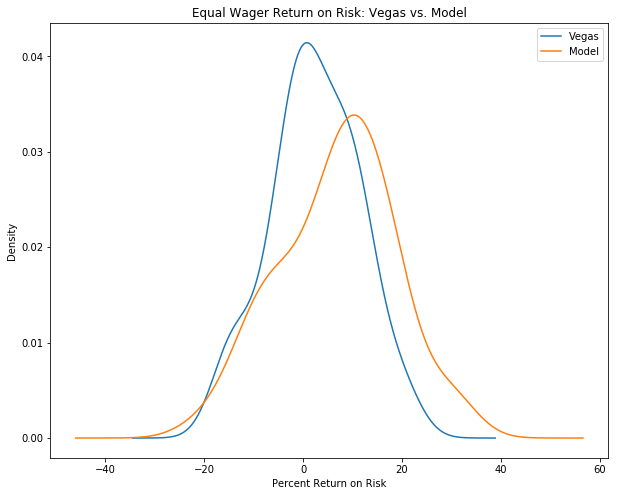 Equal Wager Return on Risk: Vegas vs. Model
Vegas
Model
Density
0.04
0.03
0.02
0.01
0.00
−40
−20
0
20
40
60
Percent Return on Risk